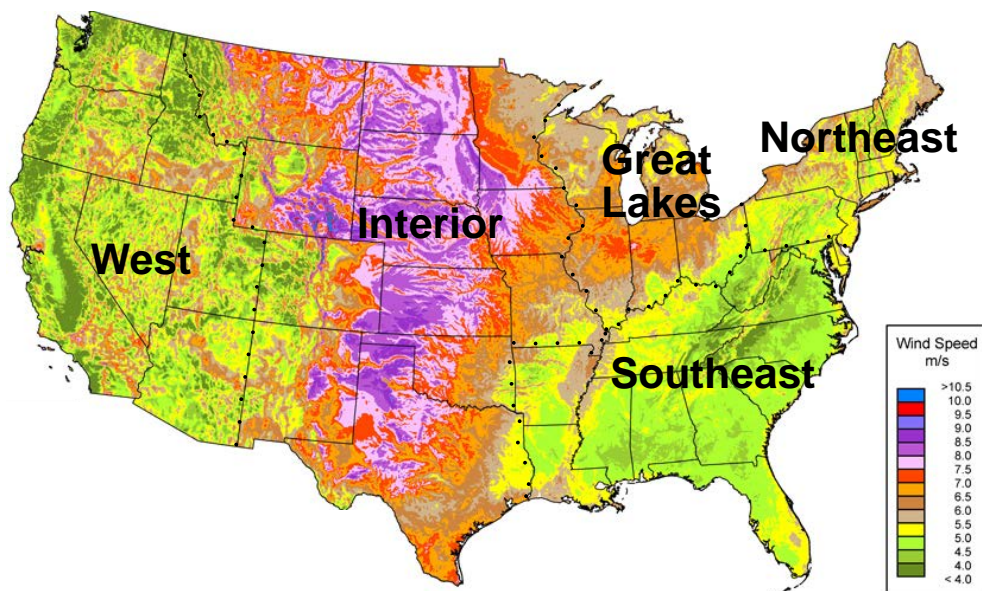 Northeast
Great
Lakes
Interior
West
Southeast
Wind Speed
m/s
>10.5
10.0
9.5
9.0
8.5
8.0
7.5
7.0
6.5
6.0
5.5
5.0
4.5
4.0
< 4.0